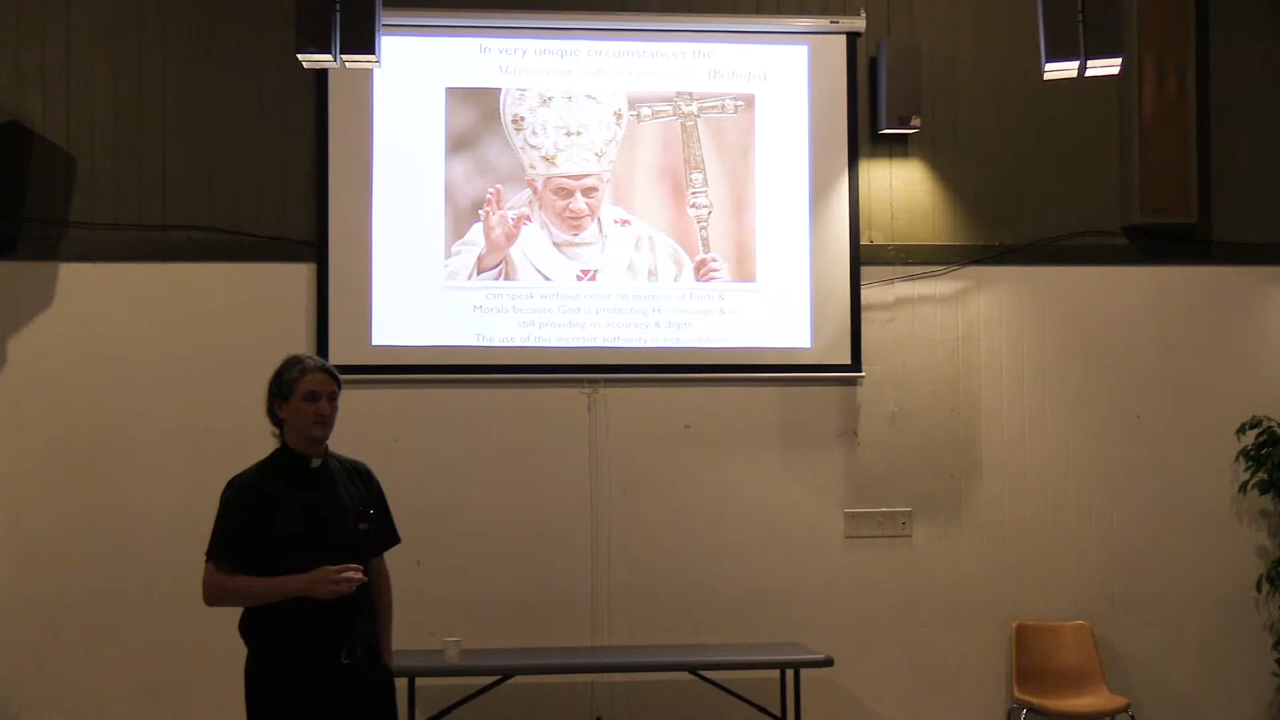 In very unique circumstances the
Magisterium (Bishops)
can speak without error on matters of Faith &
Morals because God is protecting His message & is
still providing us accuracy & depth
The use of this inerrant authority is not